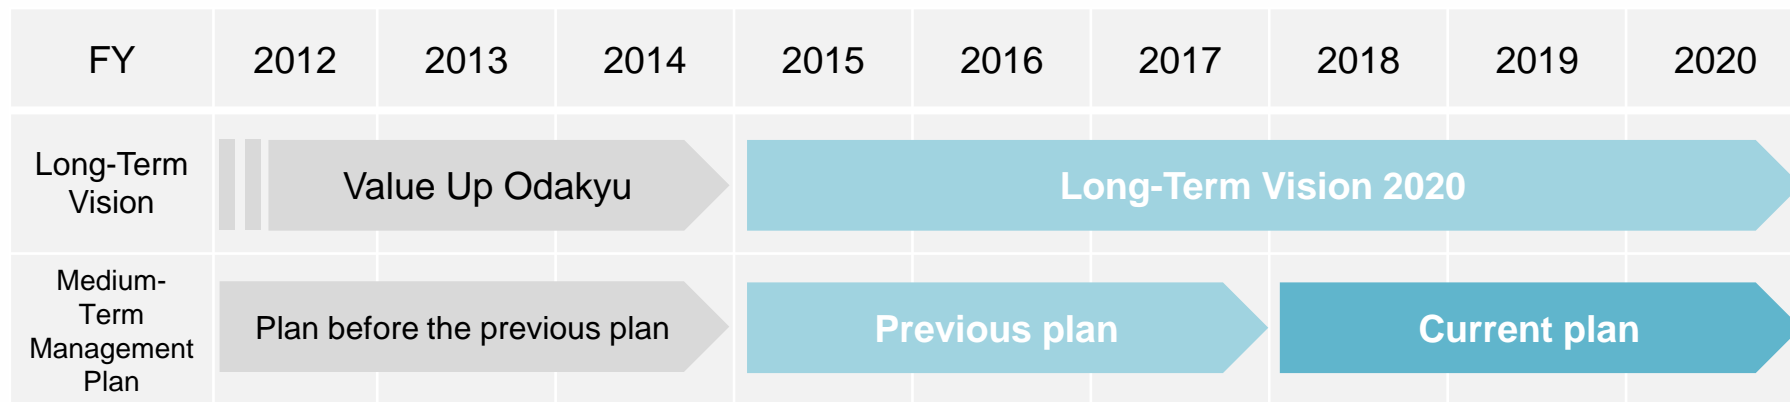 FY 2012 2013 2014 2015 2016 2017 2018 2019 2020
Long-Term
Vision
Value Up Odakyu
Long-Term Vision 2020
Medium-
Term
Management
Plan
Plan before the previous plan
Previous plan
Current plan